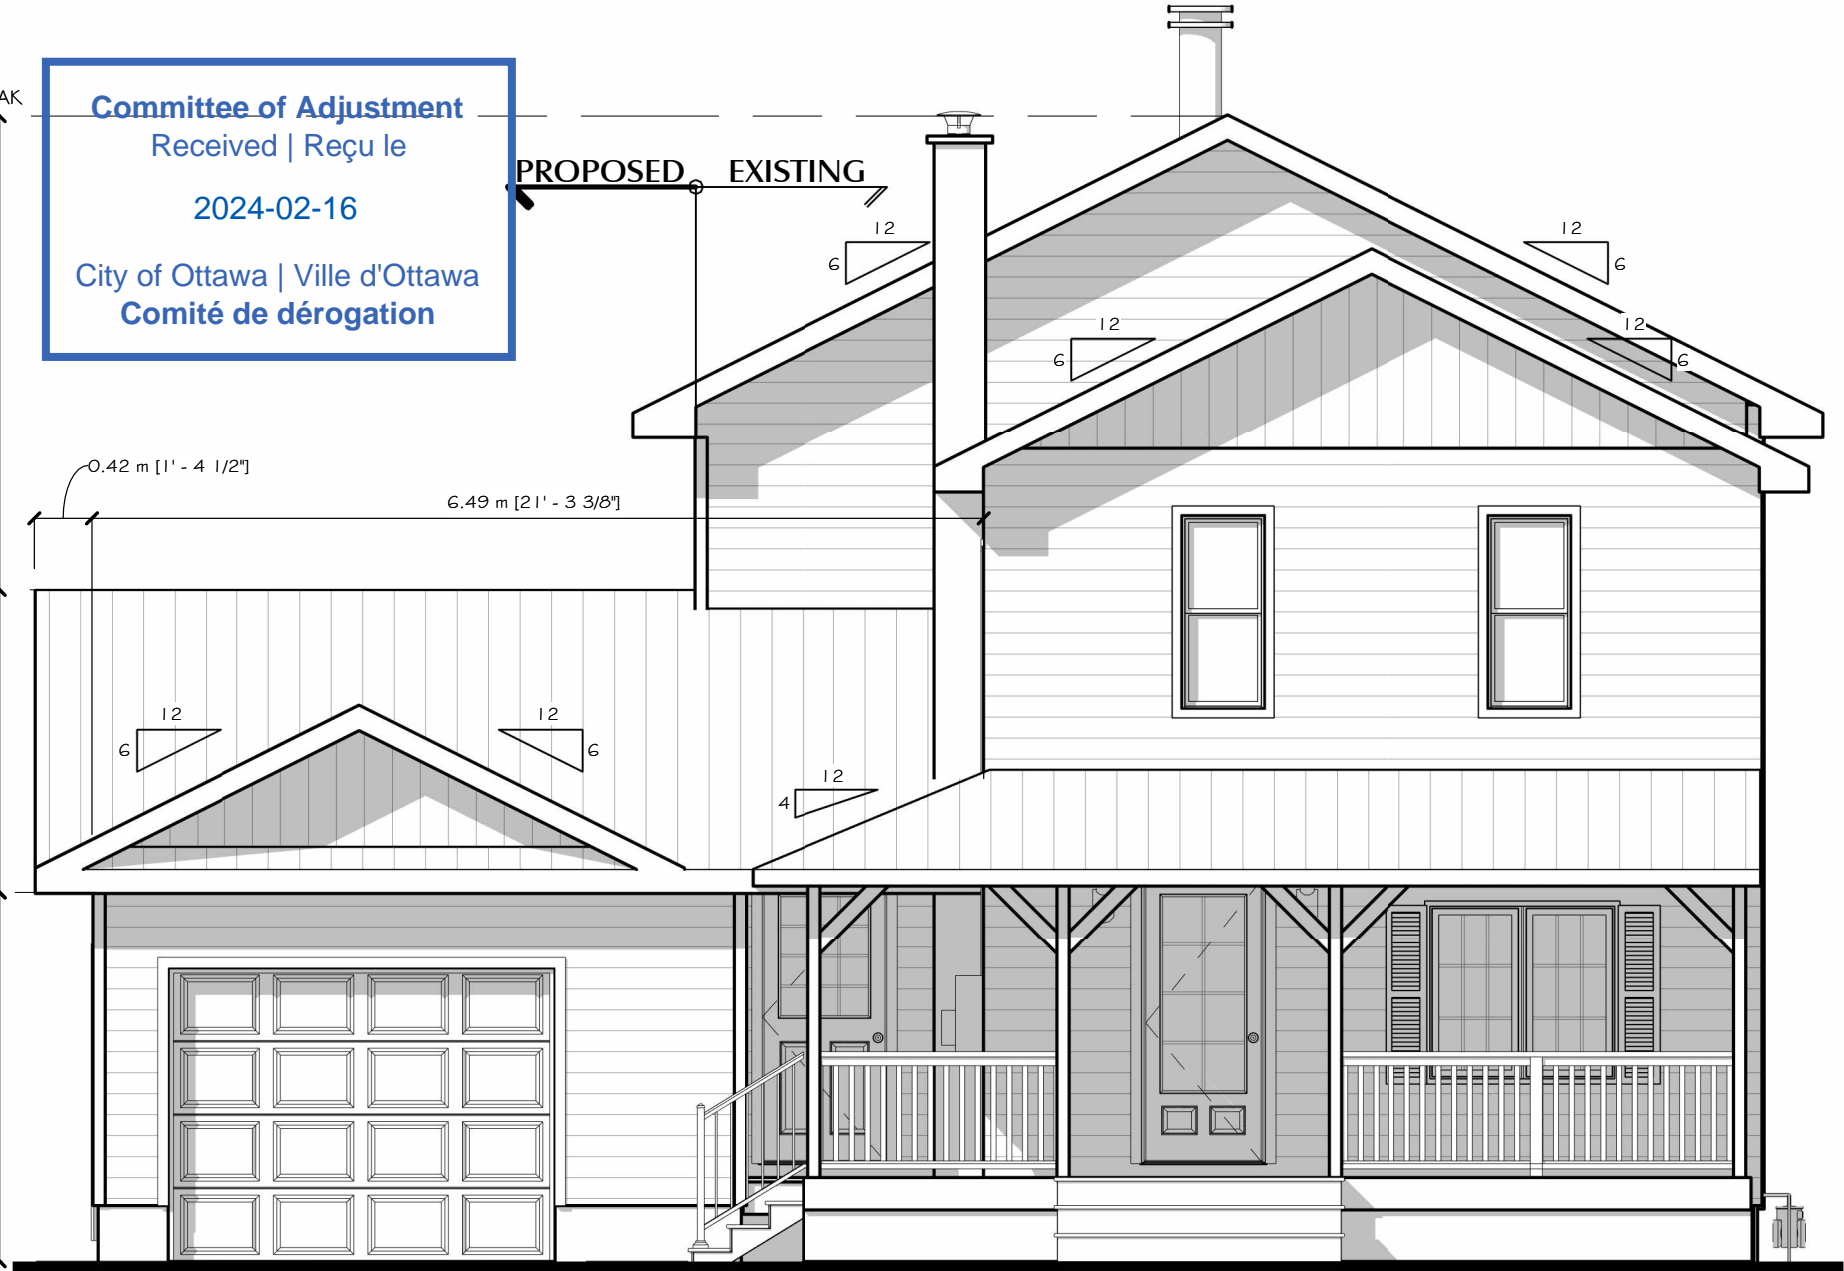 AK
Committee of Adjustment
Received | Reçu le
2024-02-16
City of Ottawa | Ville d'Ottawa
Comité de dérogation
PROPOSED EXISTING
12
6
12
6
12
6
12
6
0.42 m [1' - 4 1/2"]
6.49 m [21' - 3 3/8"]
12
6
12
6
12
4